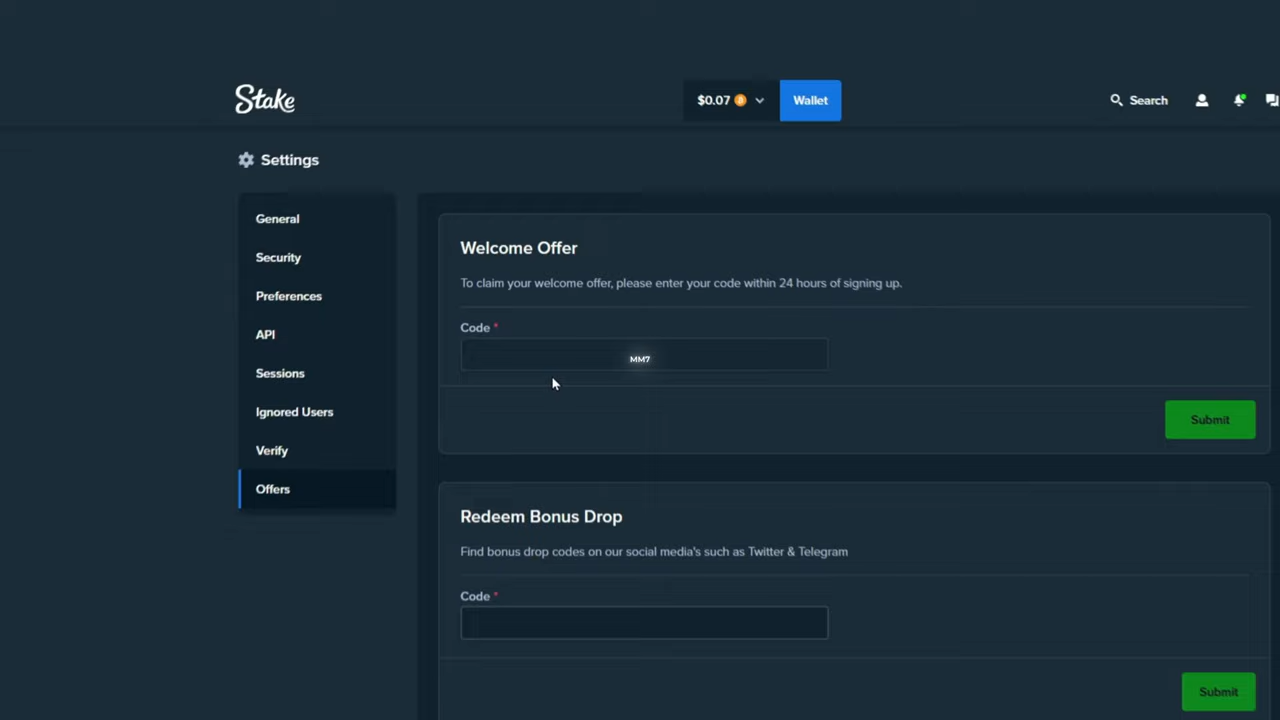 Stake
$0.07
Wallet
Search
Settings
General
Security
Preferences
API
Sessions
Ignored Users
Verify
Offers
Welcome Offer
To claim your welcome offer, please enter your code within 24 hours of signing up.
Code *
MM7
Submit
Redeem Bonus Drop
Find bonus drop codes on our social media's such as Twitter & Telegram
Code *
Submit